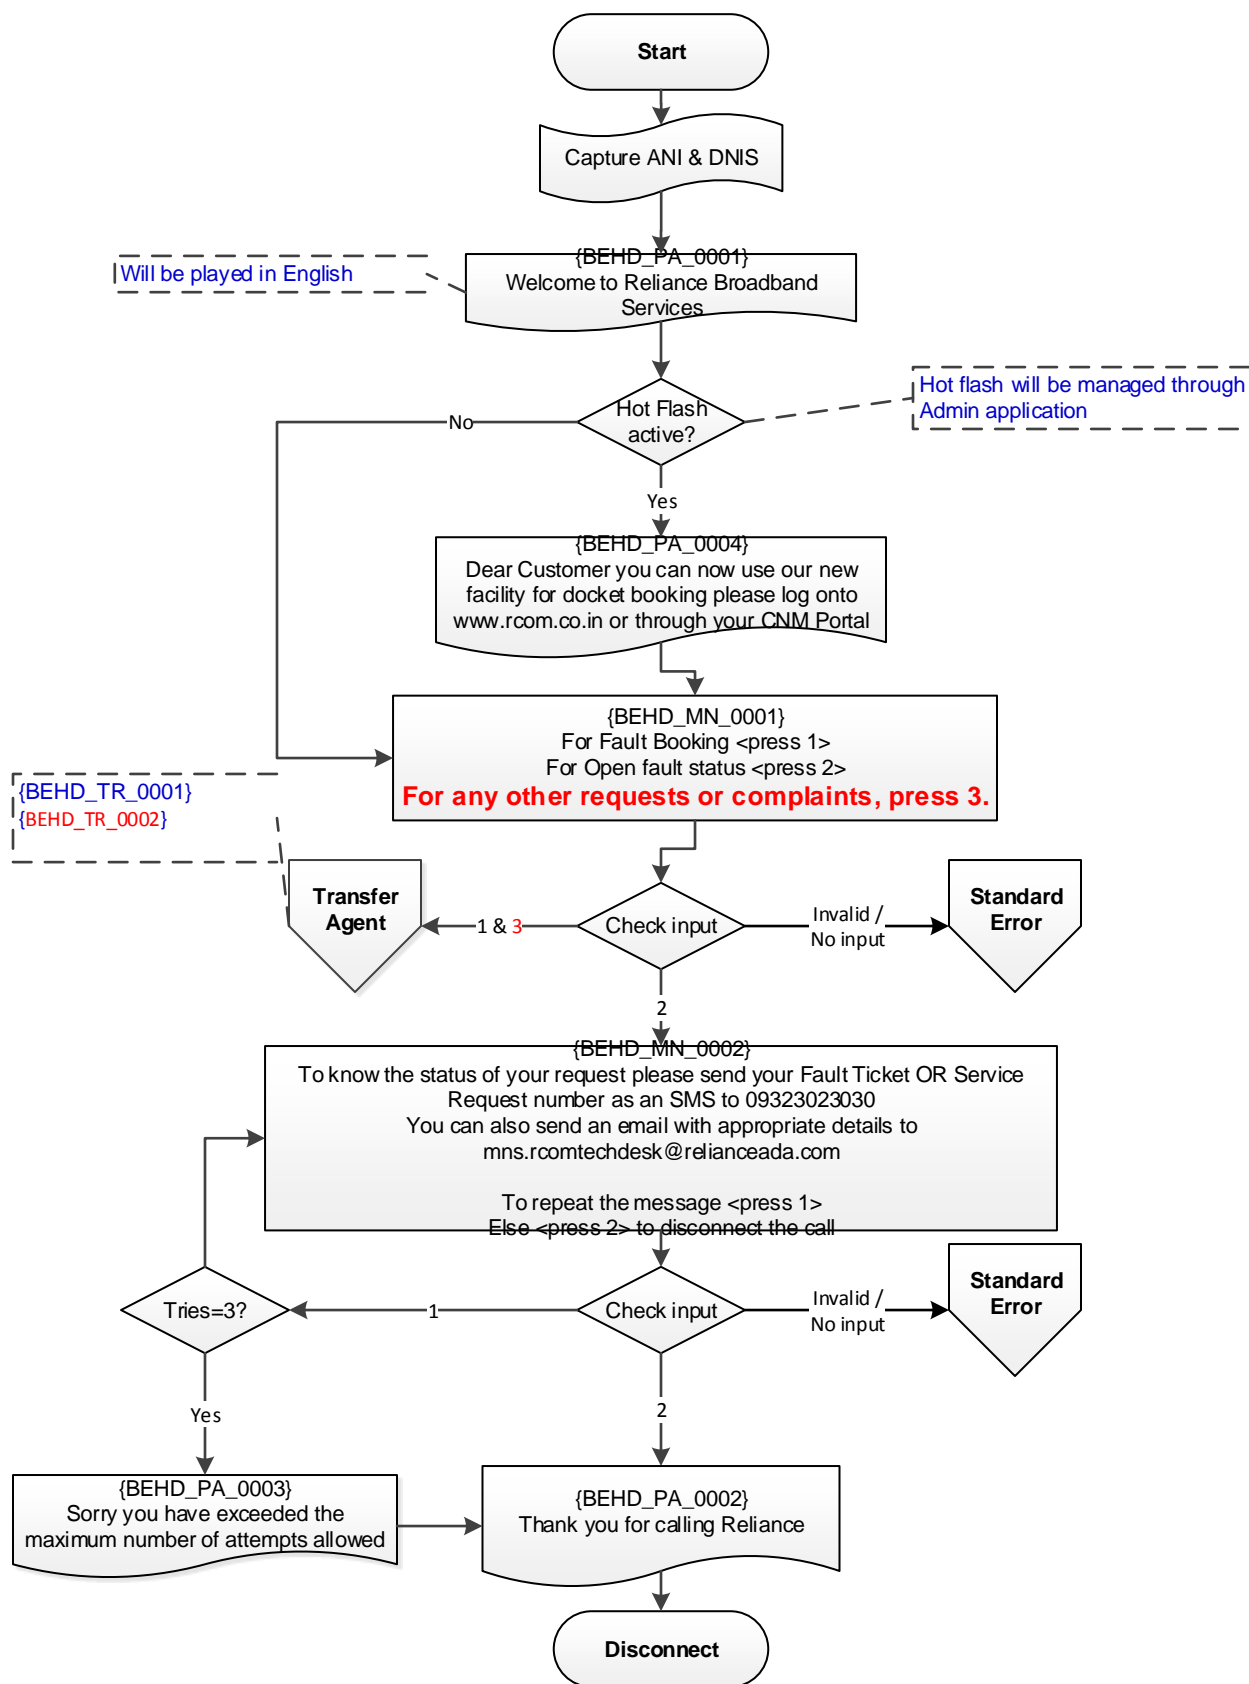 Start
Capture ANI & DNIS
{BEHD_PA_0001}
Welcome to Reliance Broadband
Services
Will be played in English
Hot Flash
active?
Hot flash will be managed through
Admin application
No
Yes
{BEHD_PA_0004}
Dear Customer you can now use our new
facility for docket booking please log onto
www.rcom.co.in or through your CNM Portal
{BEHD_MN_0001}
For Fault Booking <press 1>
For Open fault status <press 2>
For any other requests or complaints, press 3.
{BEHD_TR_0001}
{BEHD_TR_0002}
Transfer
Agent
1 & 3
Check input
Invalid /
No input
Standard
Error
2
{BEHD_MN_0002}
To know the status of your request please send your Fault Ticket OR Service
Request number as an SMS to 09323023030
You can also send an email with appropriate details to
mns.rcomtechdesk@relianceada.com
To repeat the message <press 1>
Else <press 2> to disconnect the call
Tries=3?
1
Check input
Invalid /
No input
Standard
Error
Yes
2
{BEHD_PA_0003}
Sorry you have exceeded the
maximum number of attempts allowed
{BEHD_PA_0002}
Thank you for calling Reliance
Disconnect